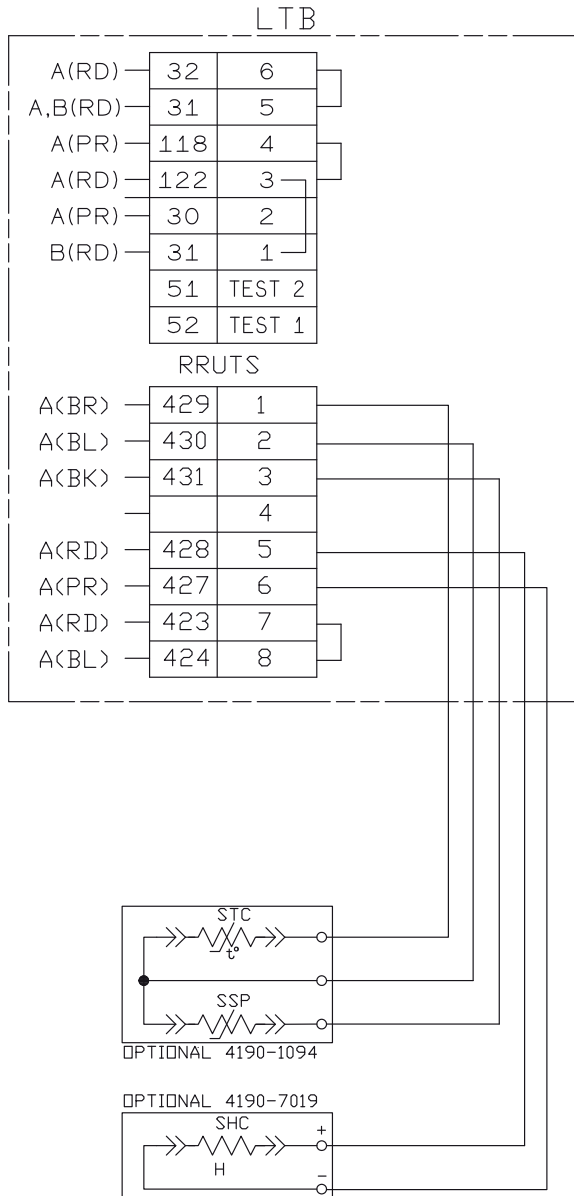 LTB
A(RD) 32 6
A,B(RD) 31 5
A(PR) 118 4
A(RD) 122 3
A(PR) 30 2
B(RD) 31 1
51 TEST 2
52 TEST 1
RRUTS
A(BR) 429 1
A(BL) 430 2
A(BK) 431 3
4
A(RD) 428 5
A(PR) 427 6
A(RD) 423 7
A(BL) 424 8
STC
t°
SSP
OPTIONAL 4190-1094
OPTIONAL 4190-7019
SHC
+
H
−